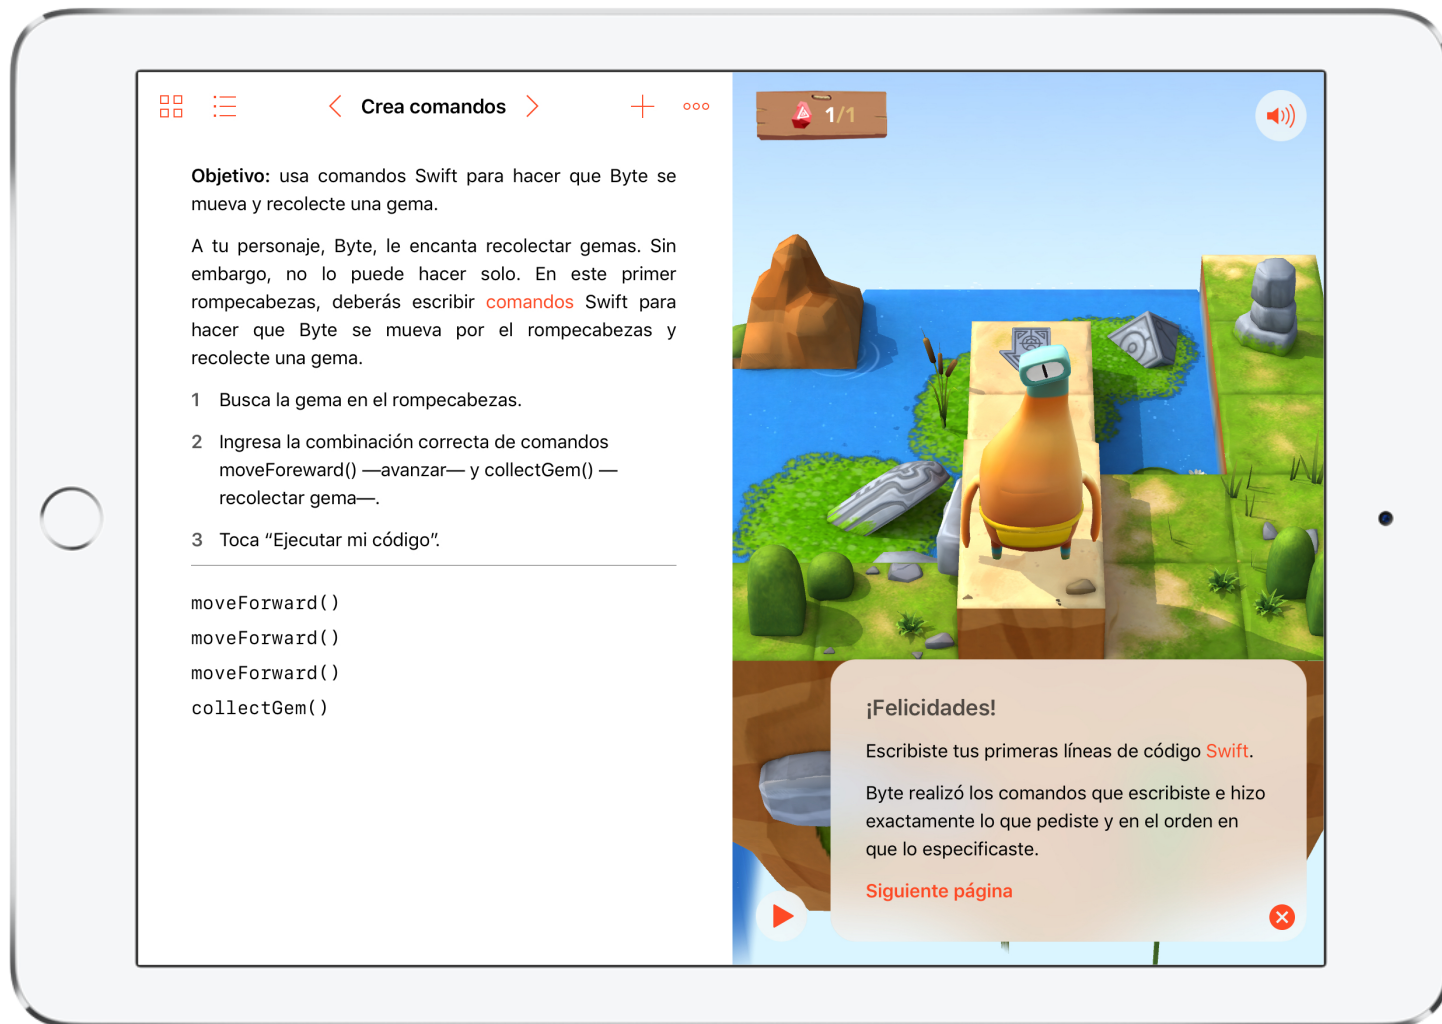 Crea comandos
Objetivo: usa comandos Swift para hacer que Byte se
mueva y recolecte una gema.
A tu personaje, Byte, le encanta recolectar gemas. Sin
embargo, no lo puede hacer solo. En este primer
rompecabezas, deberás escribir comandos Swift para
hacer que Byte se mueva por el rompecabezas y
recolecte una gema.
1 Busca la gema en el rompecabezas.
2 Ingresa la combinación correcta de comandos
moveForeward() —avanzar— y collectGem() —
recolectar gema—.
3 Toca “Ejecutar mi código”.
moveForward()
moveForward()
moveForward()
collectGem()
1/1
¡Felicidades!
Escribiste tus primeras líneas de código Swift.
Byte realizó los comandos que escribiste e hizo
exactamente lo que pediste y en el orden en
que lo especificaste.
Siguiente página